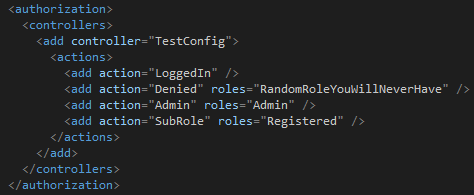 <authorization>
<controllers>
<add controller="TestConfig">
<actions>
<add action="LoggedIn" />
<add action="Denied" roles="RandomRoleYouWillNeverHave" />
<add action="Admin" roles="Admin" />
<add action="SubRole" roles="Registered" />
</actions>
</add>
</controllers>
</authorization>